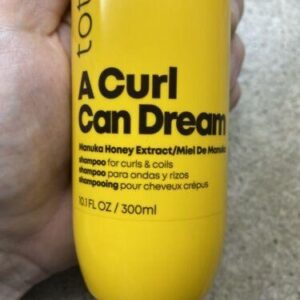 tot
A Curl
Can Dream
Manuka Honey Extract/Miel De Manuka
shampoo for curls & coils
shampoo para ondas y rizos
shampooing pour cheveux crépus
10.1 FL OZ / 300ml